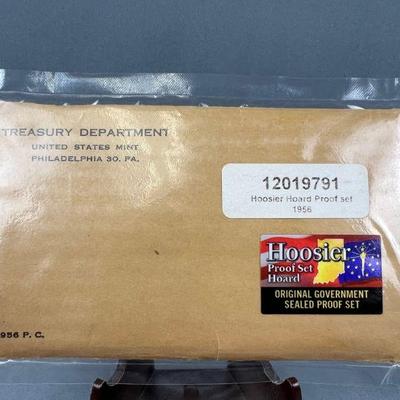 TREASURY DEPARTMENT
UNITED STATES MINT
PHILADELPHIA 30, PA.
12019791
Hoosier Hoard Proof set
1956
Hoosier
Proof Set
Hoard
ORIGINAL GOVERNMENT
SEALED PROOF SET
956 P. C.